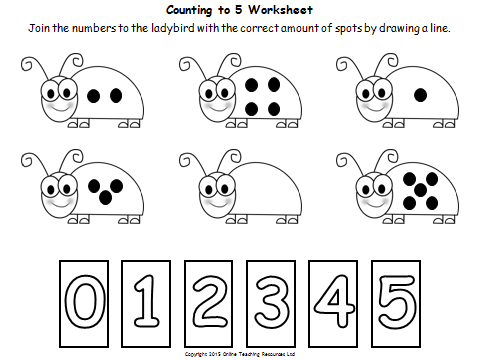 Counting to 5 Worksheet
Join the numbers to the ladybird with the correct amount of spots by drawing a line.
0 1 2 3 4 5
Copyright 2015 Online Teaching Resources Ltd